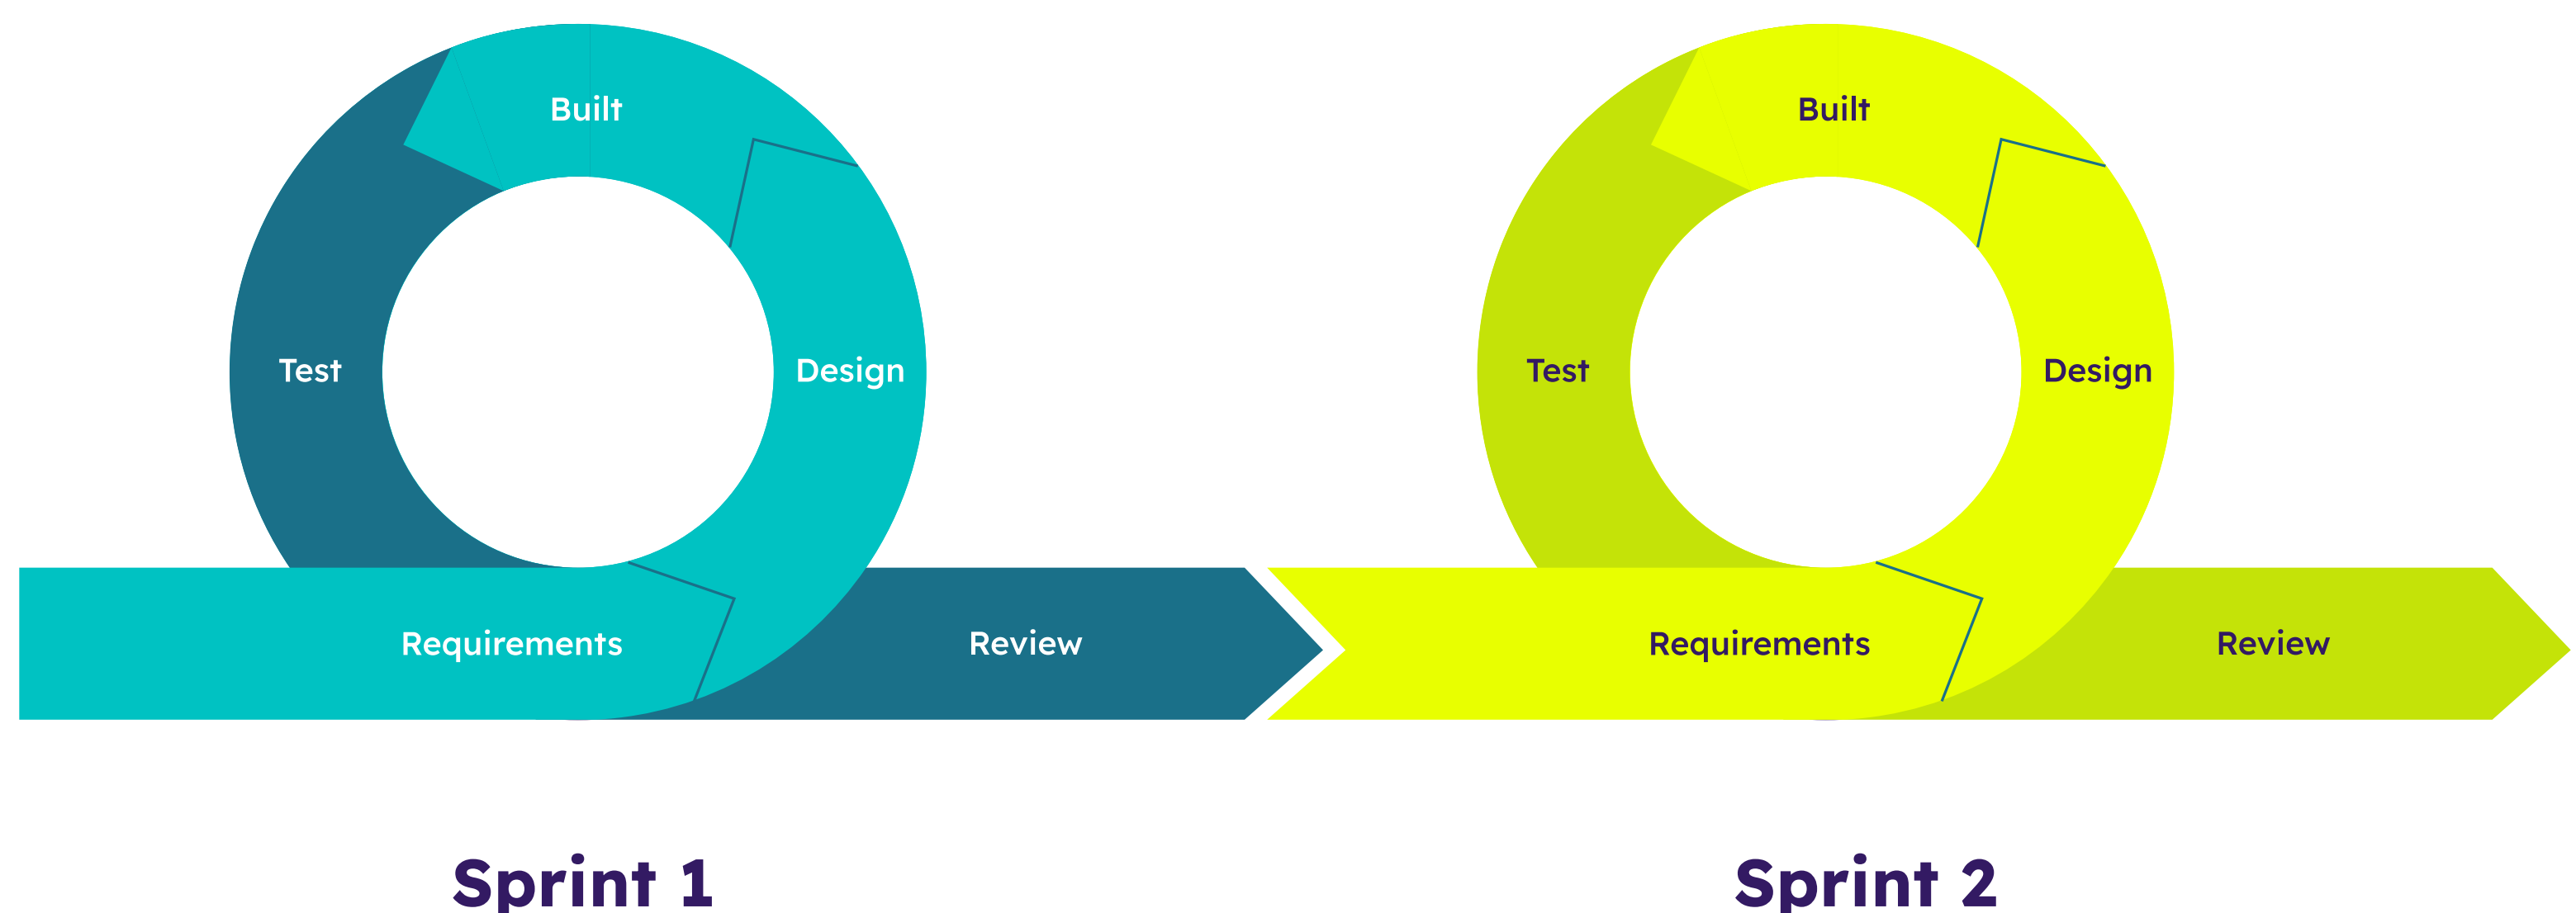 Built
Test
Design
Requirements
Review
Sprint 1
Built
Test
Design
Requirements
Review
Sprint 2